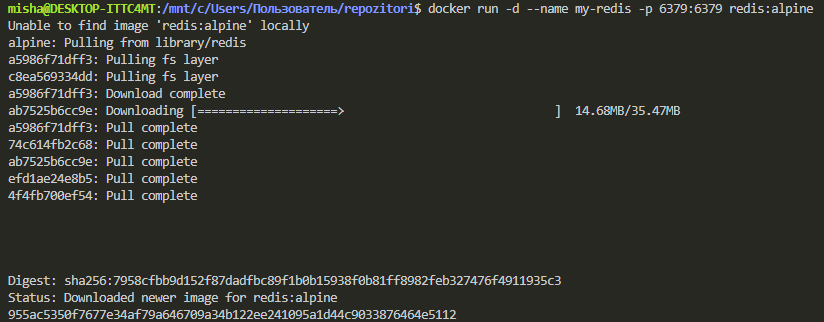 misha@DESKTOP-ITTC4MT:/mnt/c/Users/Пользователь/repozitori$ docker run -d --name my-redis -p 6379:6379 redis:alpine
Unable to find image 'redis:alpine' locally
alpine: Pulling from library/redis
a5986f71dff3: Pulling fs layer
c8ea569334dd: Pulling fs layer
a5986f71dff3: Download complete
ab7525b6cc9e: Downloading [====================>                              ]  14.68MB/35.47MB
a5986f71dff3: Pull complete
74c614fb2c68: Pull complete
ab7525b6cc9e: Pull complete
efd1ae24e8b5: Pull complete
4f4fb700ef54: Pull complete
Digest: sha256:7958cfbb9d152f87dadfbc89f1b0b15938f0b81ff8982feb327476f4911935c3
Status: Downloaded newer image for redis:alpine
955ac5350f7677e34af79a646709a34b122ee241095a1d44c9033876464e5112